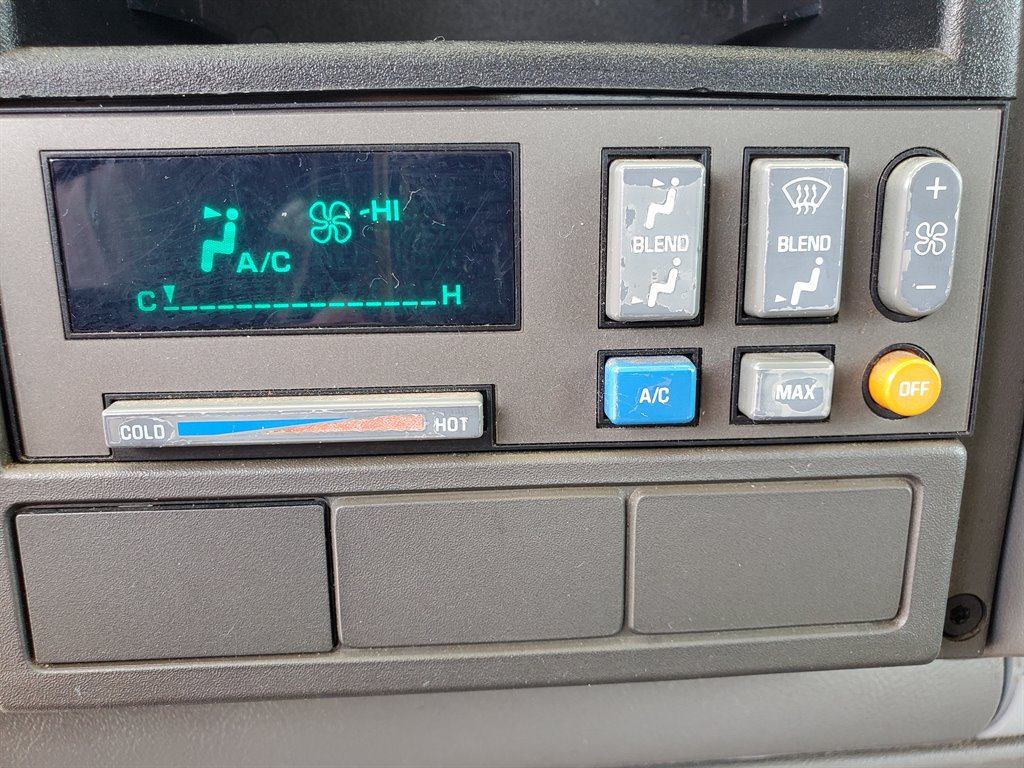 -HI
A/C
C H
BLEND
BLEND
+
-
A/C
MAX
OFF
COLD HOT